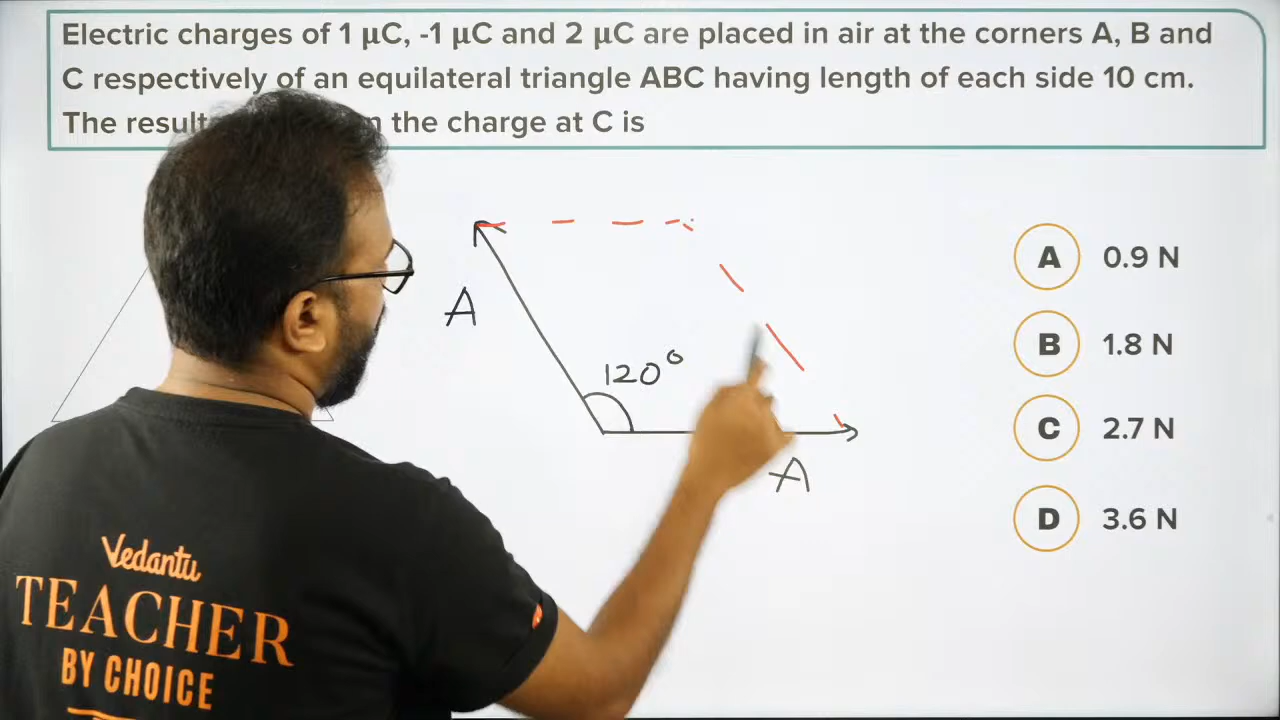 Electric charges of 1 μC, -1 μC and 2 μC are placed in air at the corners A, B and
C respectively of an equilateral triangle ABC having length of each side 10 cm.
The the charge at C is
A
120°
A
A 0.9 N
B 1.8 N
C 2.7 N
D 3.6 N
Vedantu
TEACHER
BY CHOICE